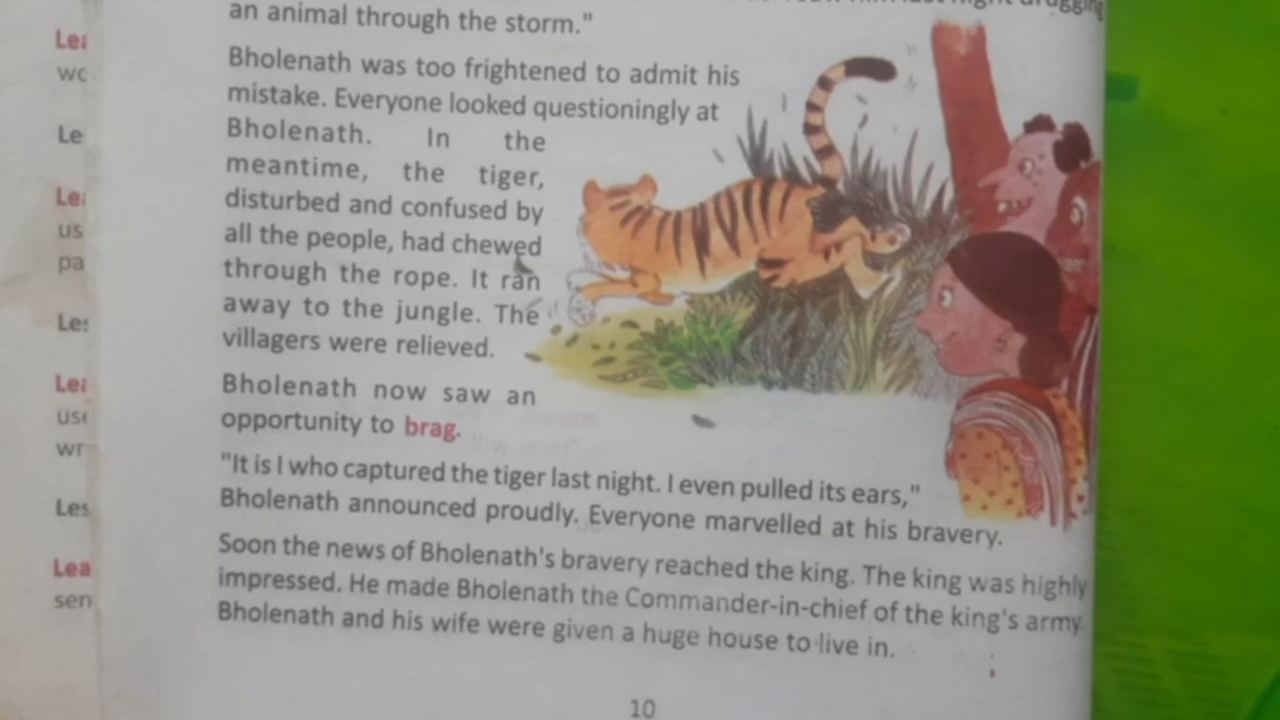 Lea
wo
Le
Lea
us
pa
Les
Lea
use
wr
Les
Lea
sen
an animal through the storm."
Bholenath was too frightened to admit his
mistake. Everyone looked questioningly at
Bholenath. In the
meantime, the tiger,
disturbed and confused by
all the people, had chewed
through the rope. It ran
away to the jungle. The
villagers were relieved.
Bholenath now saw an
opportunity to brag.
"It is I who captured the tiger last night. I even pulled its ears,"
Bholenath announced proudly. Everyone marvelled at his bravery.
Soon the news of Bholenath's bravery reached the king. The king was highly
impressed. He made Bholenath the Commander-in-chief of the king's army.
Bholenath and his wife were given a huge house to live in.
10